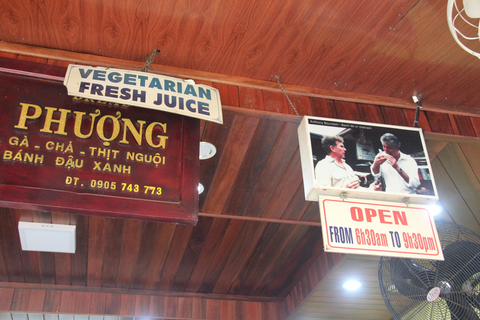 VEGETARIAN
FRESH JUICE
PHƯỢNG
GÀ - CHẢ - THỊT NGUỘI
BÁNH ĐẬU XANH
ĐT. 0905 743 773
OPEN
FROM 6h30am TO 9h30pm